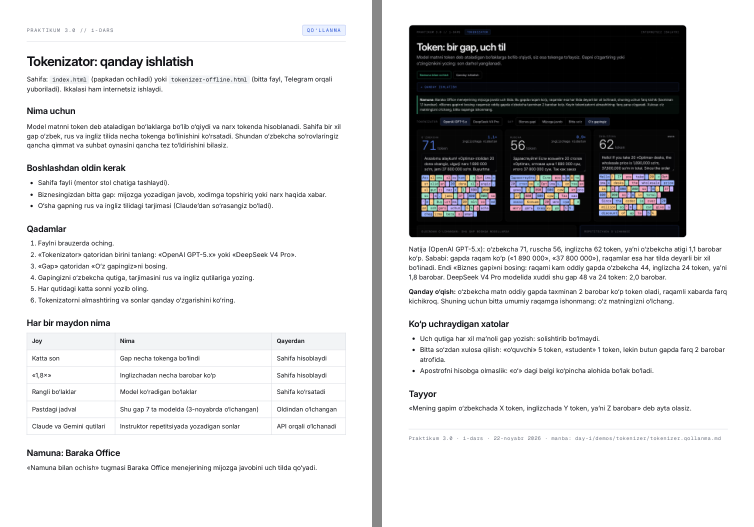 PRAKTIKUM 3.0 // 1-DARS
QO'LLANMA
Tokenizator: qanday ishlatish
Sahifa: index.html (papkadan ochiladi) yoki tokenizer-offline.html (bitta fayl, Telegram orqali
yuboriladi). Ikkalasi ham internetsiz ishlaydi.
Nima uchun
Model matnni token deb ataladigan bo'laklarga bo'lib o'qiydi va narx tokenda hisoblanadi. Sahifa bir xil
gap o'zbek, rus va ingliz tilida necha tokenga bo'linishini ko'rsatadi. Shundan o'zbekcha so'rovlaringiz
qancha qimmat va suhbat oynasini qancha tez to'ldirishini bilasiz.
Boshlashdan oldin kerak
• Sahifa fayli (mentor stol chatiga tashlaydi).
• Biznesingizdan bitta gap: mijozga yozadigan javob, xodimga topshiriq yoki narx haqida xabar.
• O'sha gapning rus va ingliz tilidagi tarjimasi (Claude'dan so'rasangiz bo'ladi).
Qadamlar
1. Faylni brauzerda oching.
2. «Tokenizator» qatoridan birini tanlang: «OpenAI GPT-5.x» yoki «DeepSeek V4 Pro».
3. «Gap» qatoridan «O'z gapingiz»ni bosing.
4. Gapingizni o'zbekcha qutiga, tarjimasini rus va ingliz qutilariga yozing.
5. Har qutidagi katta sonni yozib oling.
6. Tokenizatorni almashtiring va sonlar qanday o'zgarishini ko'ring.
Har bir maydon nima
Joy Nima Qayerdan
Katta son Gap necha tokenga bo'lindi Sahifa hisoblaydi
«1,8×» Inglizchadan necha barobar ko'p Sahifa hisoblaydi
Rangli bo'laklar Model ko'radigan bo'laklar Sahifa ko'rsatadi
Pastdagi jadval Shu gap 7 ta modelda (3-noyabrda o'lchangan) Oldindan o'lchangan
Claude va Gemini qutilari Instruktor repetitsiyada yozadigan sonlar API orqali o'lchanadi
Namuna: Baraka Office
«Namuna bilan ochish» tugmasi Baraka Office menejerining mijozga javobini uch tilda qo'yadi.
Token: bir gap, uch til
71
56
62
Natija (OpenAI GPT-5.x): o'zbekcha 71, ruscha 56, inglizcha 62 token, ya'ni o'zbekcha atigi 1,1 barobar
ko'p. Sababi: gapda raqam ko'p («1 890 000», «37 800 000»), raqamlar esa har tilda deyarli bir xil
bo'linadi. Endi «Biznes gapi»ni bosing: raqami kam oddiy gapda o'zbekcha 44, inglizcha 24 token, ya'ni
1,8 barobar. DeepSeek V4 Pro modelida xuddi shu gap 48 va 24 token: 2,0 barobar.
Qanday o'qish: o'zbekcha matn oddiy gapda taxminan 2 barobar ko'p token oladi, raqamli xabarda farq
kichikroq. Shuning uchun bitta umumiy raqamga ishonmang: o'z matningizni o'lchang.
Ko'p uchraydigan xatolar
• Uch qutiga har xil ma'noli gap yozish: solishtirib bo'lmaydi.
• Bitta so'zdan xulosa qilish: «o'quvchi» 5 token, «student» 1 token, lekin butun gapda farq 2 barobar
atrofida.
• Apostrofni hisobga olmaslik: «o'» dagi belgi ko'pincha alohida bo'lak bo'ladi.
Tayyor
«Mening gapim o'zbekchada X token, inglizchada Y token, ya'ni Z barobar» deb ayta olasiz.
Praktikum 3.0 · 1-dars · 22-noyabr 2026 · manba: day-1/demos/tokenizer/tokenizer.qollanma.md